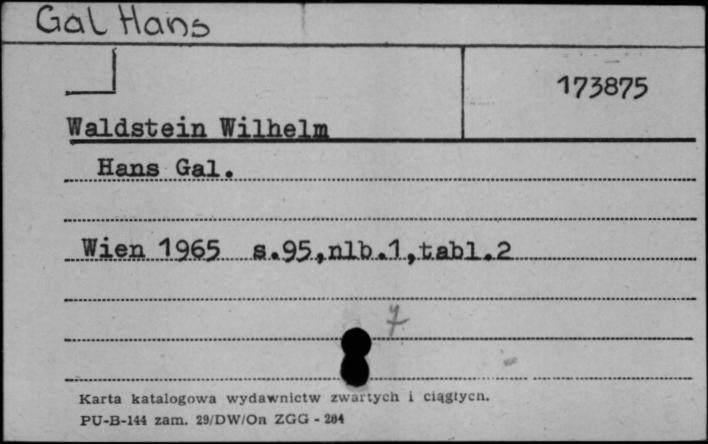 Gal Hans
173875
Waldstein Wilhelm
Hans Gal.
Wien 1965 s.95,nlb.1,tabl.2
7
Karta katalogowa wydawnictw zwartych i ciągłych.
PU-B-144 zam. 29/DW/On ZGG - 204